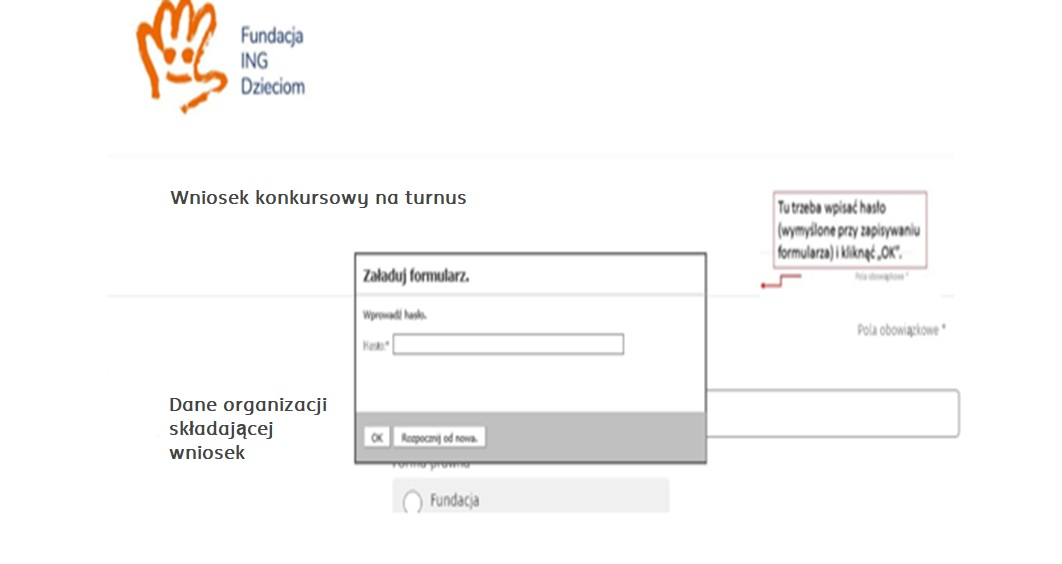 Fundacja
ING
Dzieciom
Wniosek konkursowy na turnus
Tu trzeba wpisać hasło
(wymyślone przy zapisywaniu
formularza) i kliknąć „OK”.
Pola obowiązkowe *
Pola obowiązkowe *
Załaduj formularz.
Wprowadź hasło.
Hasło:*
OK Rozpocznij od nowa.
Dane organizacji
składającej
wniosek
Forma prawna
Fundacja